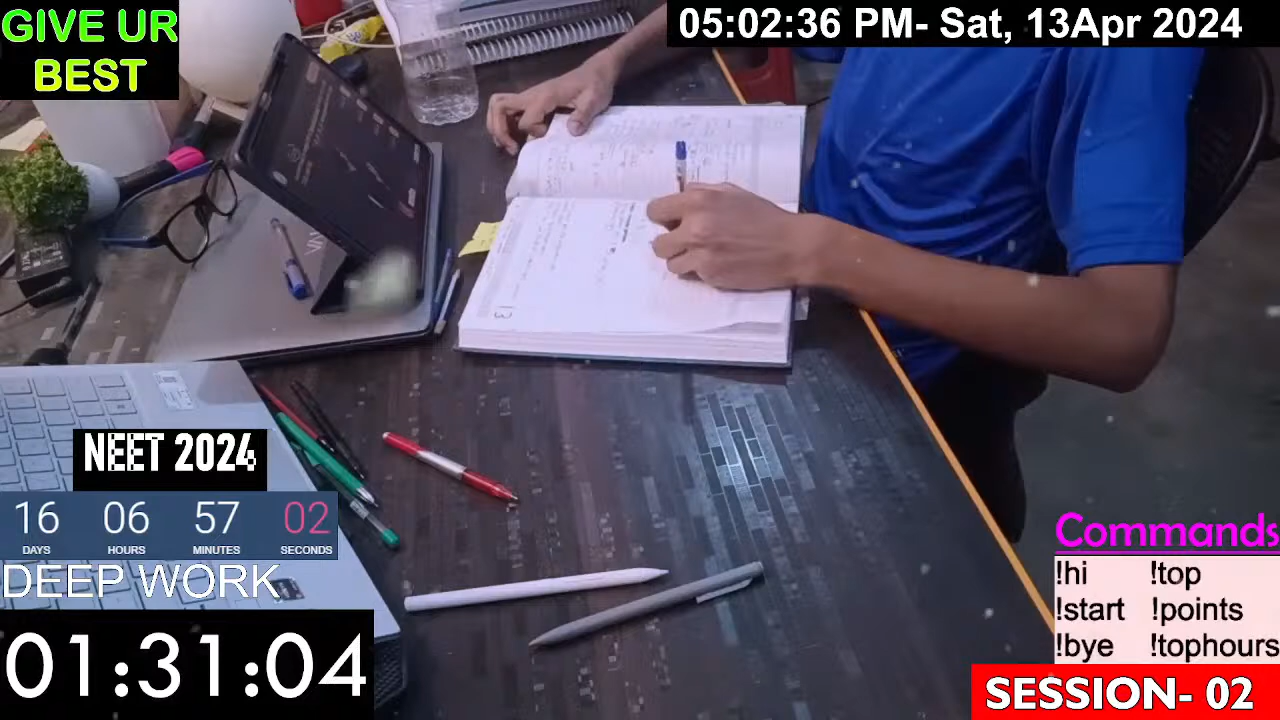 GIVE UR
BEST
05:02:36 PM- Sat, 13Apr 2024
NEET 2024
16 06 57 02
DAYS HOURS MINUTES SECONDS
DEEP WORK
01:31:04
Commands
!hi !top
!start !points
!bye !tophours
SESSION- 02